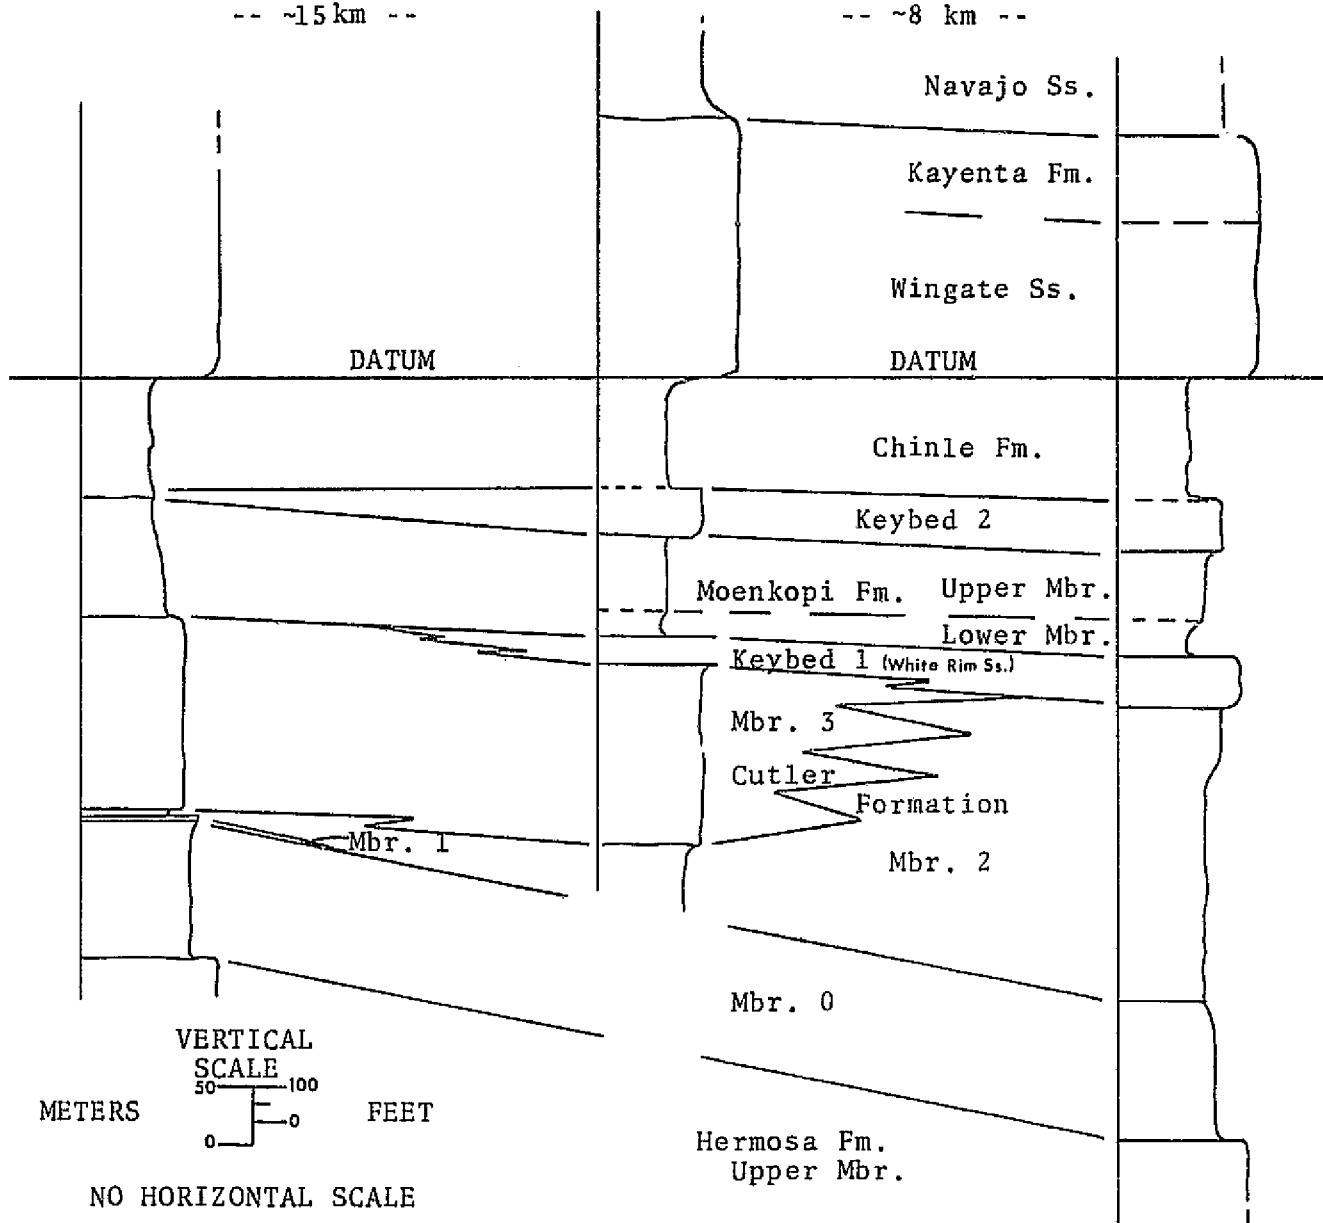 -- ~15 km --
-- ~8 km --
Navajo Ss.
Kayenta Fm.
Wingate Ss.
DATUM
DATUM
Chinle Fm.
Keybed 2
Moenkopi Fm.
Upper Mbr.
Lower Mbr.
Keybed 1 (White Rim Ss.)
Mbr. 3
Cutler
Formation
Mbr. 1
Mbr. 2
Mbr. 0
VERTICAL
SCALE
50 100
METERS FEET
0
0
Hermosa Fm.
Upper Mbr.
NO HORIZONTAL SCALE